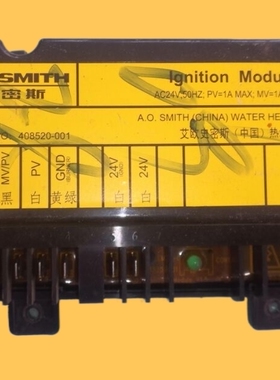 SMITH
密斯
Ignition Modu
AC24V,50HZ; PV=1A MAX; MV=1A
A.O. SMITH (CHINA) WATER HE
408520-001
艾欧史密斯（中国）热
MV/PV
PV
GND
24V
24V
黑
白
黄绿
白
白
5 6